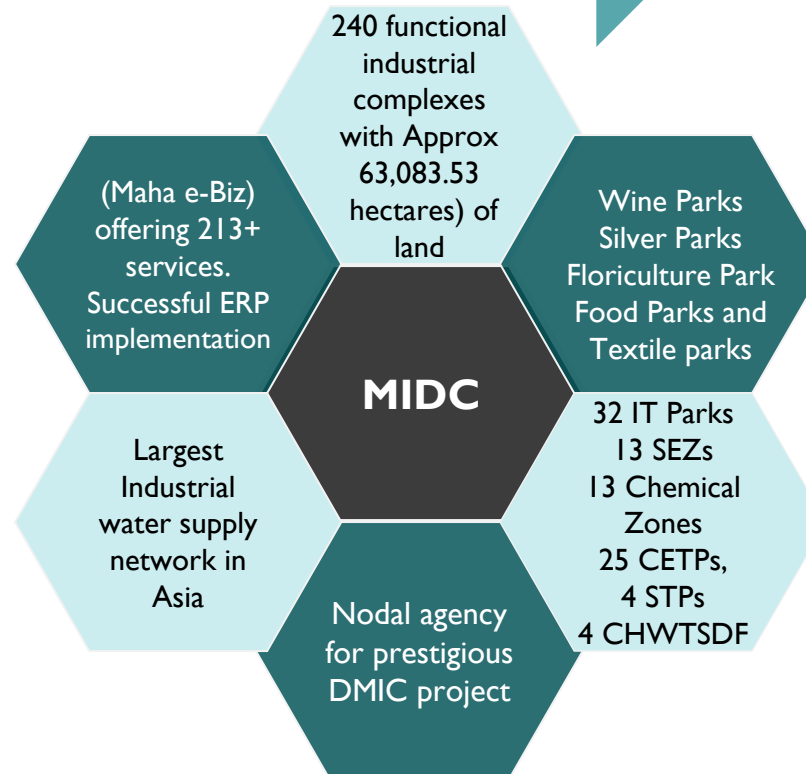 240 functional
industrial
complexes
with Approx
63,083.53
hectares) of
land
(Maha e-Biz)
offering 213+
services.
Successful ERP
implementation
Wine Parks
Silver Parks
Floriculture Park
Food Parks and
Textile parks
MIDC
Largest
Industrial
water supply
network in
Asia
32 IT Parks
13 SEZs
13 Chemical
Zones
25 CETPs,
4 STPs
4 CHWTSDF
Nodal agency
for prestigious
DMIC project